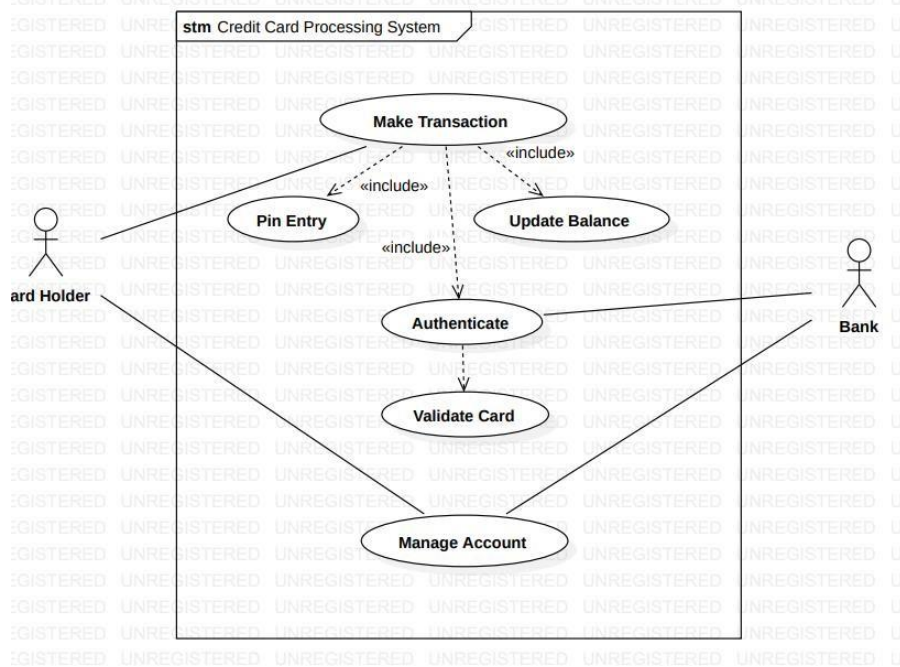 stm Credit Card Processing System
Make Transaction
«include»
«include»
Pin Entry
Update Balance
«include»
ard Holder
Authenticate
Bank
Validate Card
Manage Account
UNREGISTERED